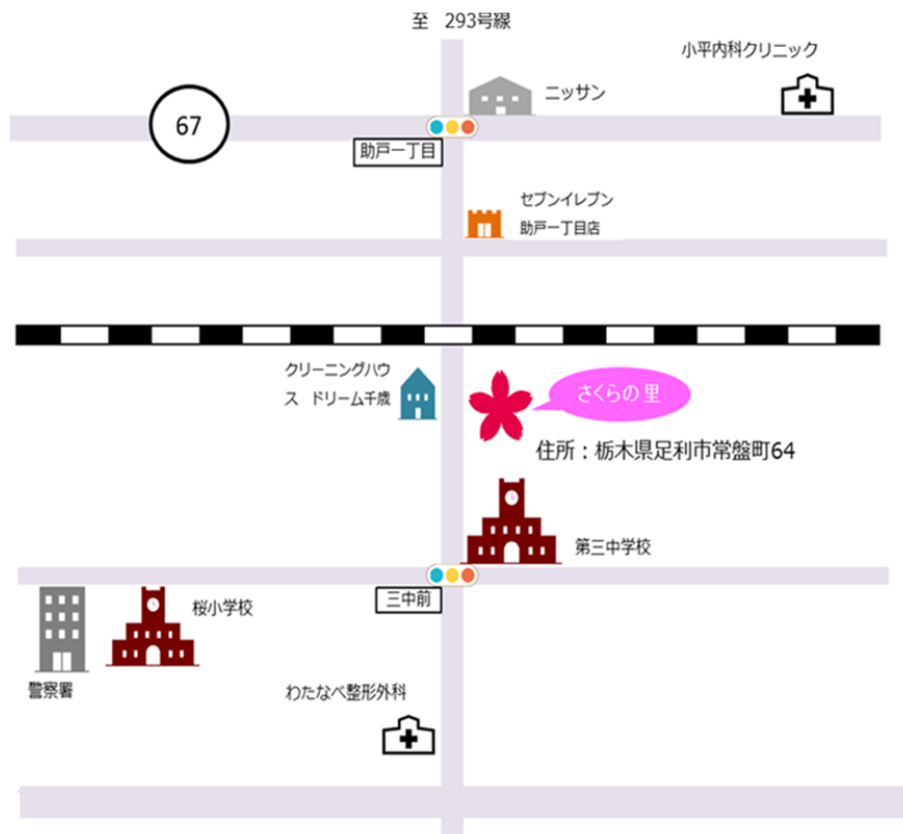 至 293号線
小平内科クリニック
ニッサン
67
助戸一丁目
セブンイレブン
助戸一丁目店
クリーニングハウ
ス ドリーム千歳
さくらの里
住所：栃木県足利市常盤町64
第三中学校
三中前
桜小学校
警察署
わたなべ整形外科